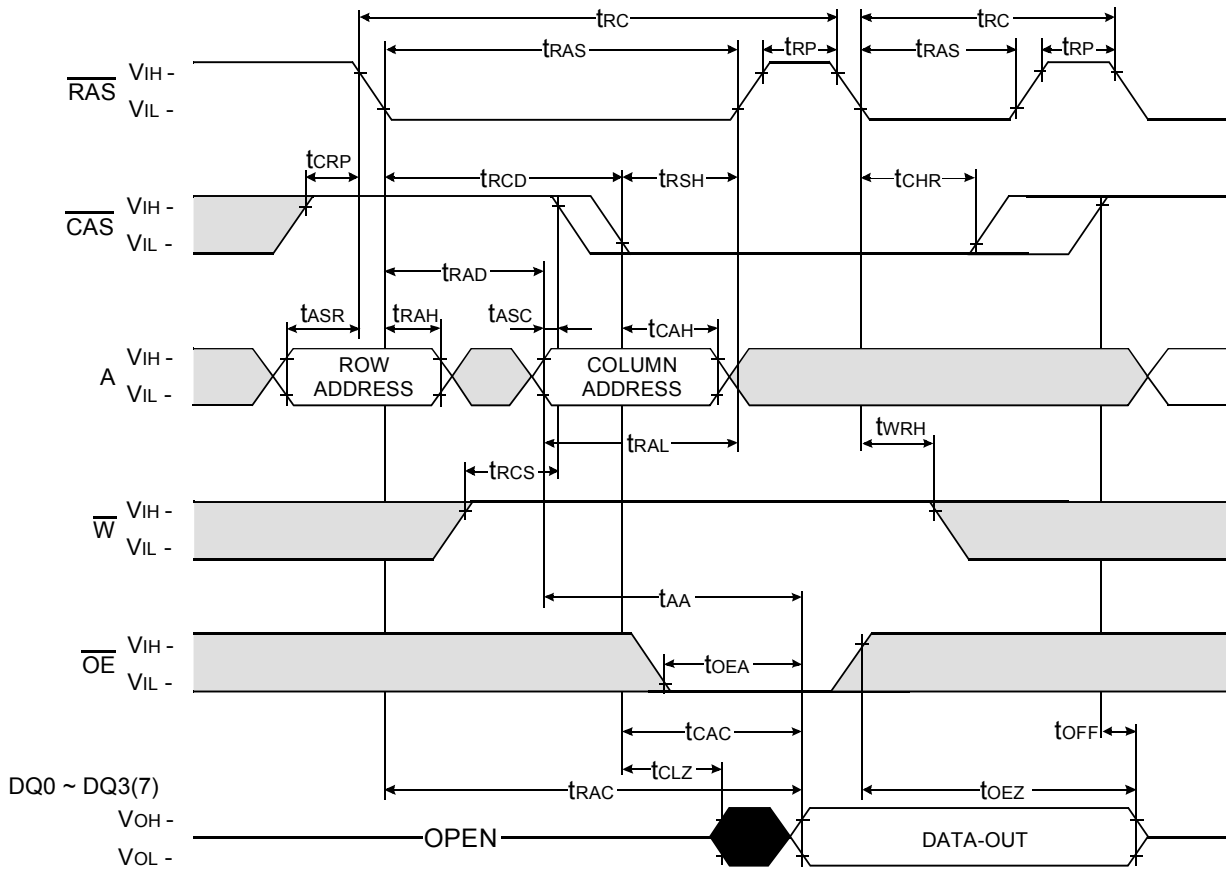 tRC tRC
tRAS tRP tRAS tRP
RAS VIH -
VIL -
tCRP tRCD tRSH tCHR
CAS VIH -
VIL -
tRAD
tASR tRAH tASC tCAH
A VIH -
VIL -
ROW
ADDRESS
COLUMN
ADDRESS
tWRH
tRAL
tRCS
W VIH -
VIL -
tAA
OE VIH -
VIL -
tOEA
tCAC tOFF
tCLZ
DQ0 ~ DQ3(7) tRAC tOEZ
VOH -
VOL -
OPEN DATA-OUT